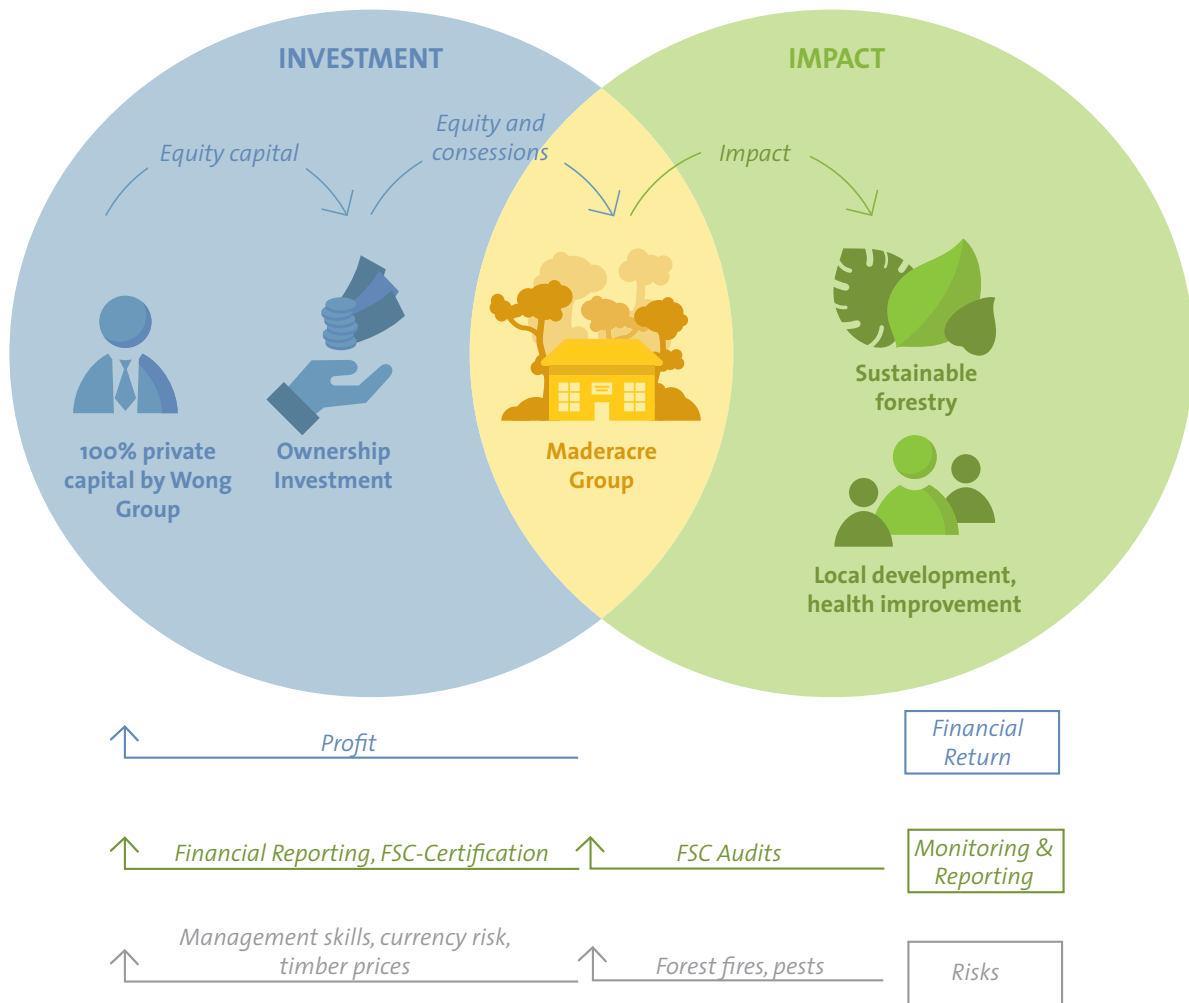 INVESTMENT
IMPACT
Equity capital
Equity and
consessions
Impact
100% private
capital by Wong
Group
Ownership
Investment
Maderacre
Group
Sustainable
forestry
Local development,
health improvement
Profit
Financial
Return
Financial Reporting, FSC-Certification
FSC Audits
Monitoring &
Reporting
Management skills, currency risk,
timber prices
Forest fires, pests
Risks